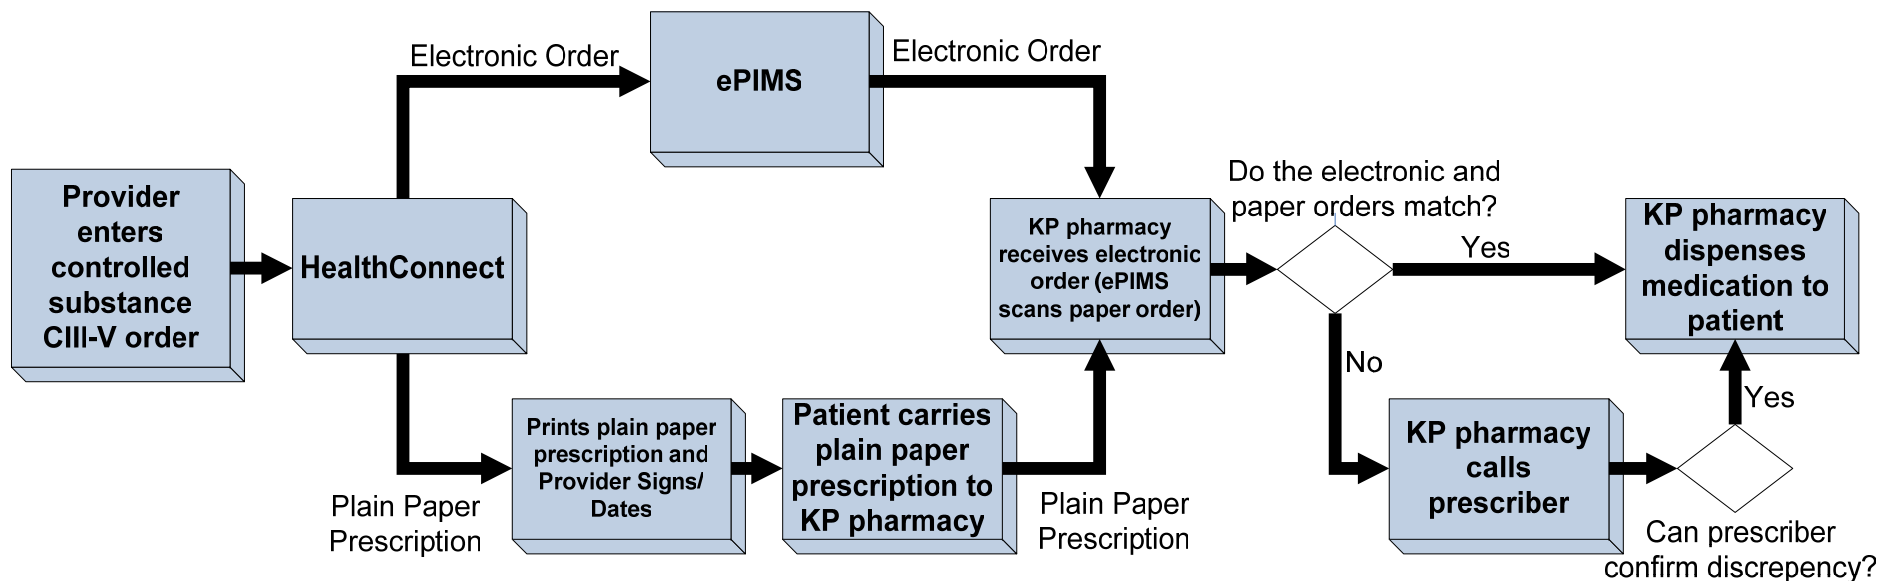 Electronic Order
ePIMS
Electronic Order
Provider
enters
controlled
substance
CIII-V order
HealthConnect
KP pharmacy
receives electronic
order (ePIMS
scans paper order)
Do the electronic and
paper orders match?
Yes
No
KP pharmacy
dispenses
medication to
patient
Plain Paper
Prescription
Prints plain paper
prescription and
Provider Signs/
Dates
Patient carries
plain paper
prescription to
KP pharmacy
Plain Paper
Prescription
KP pharmacy
calls
prescriber
Yes
Can prescriber
confirm discrepency?